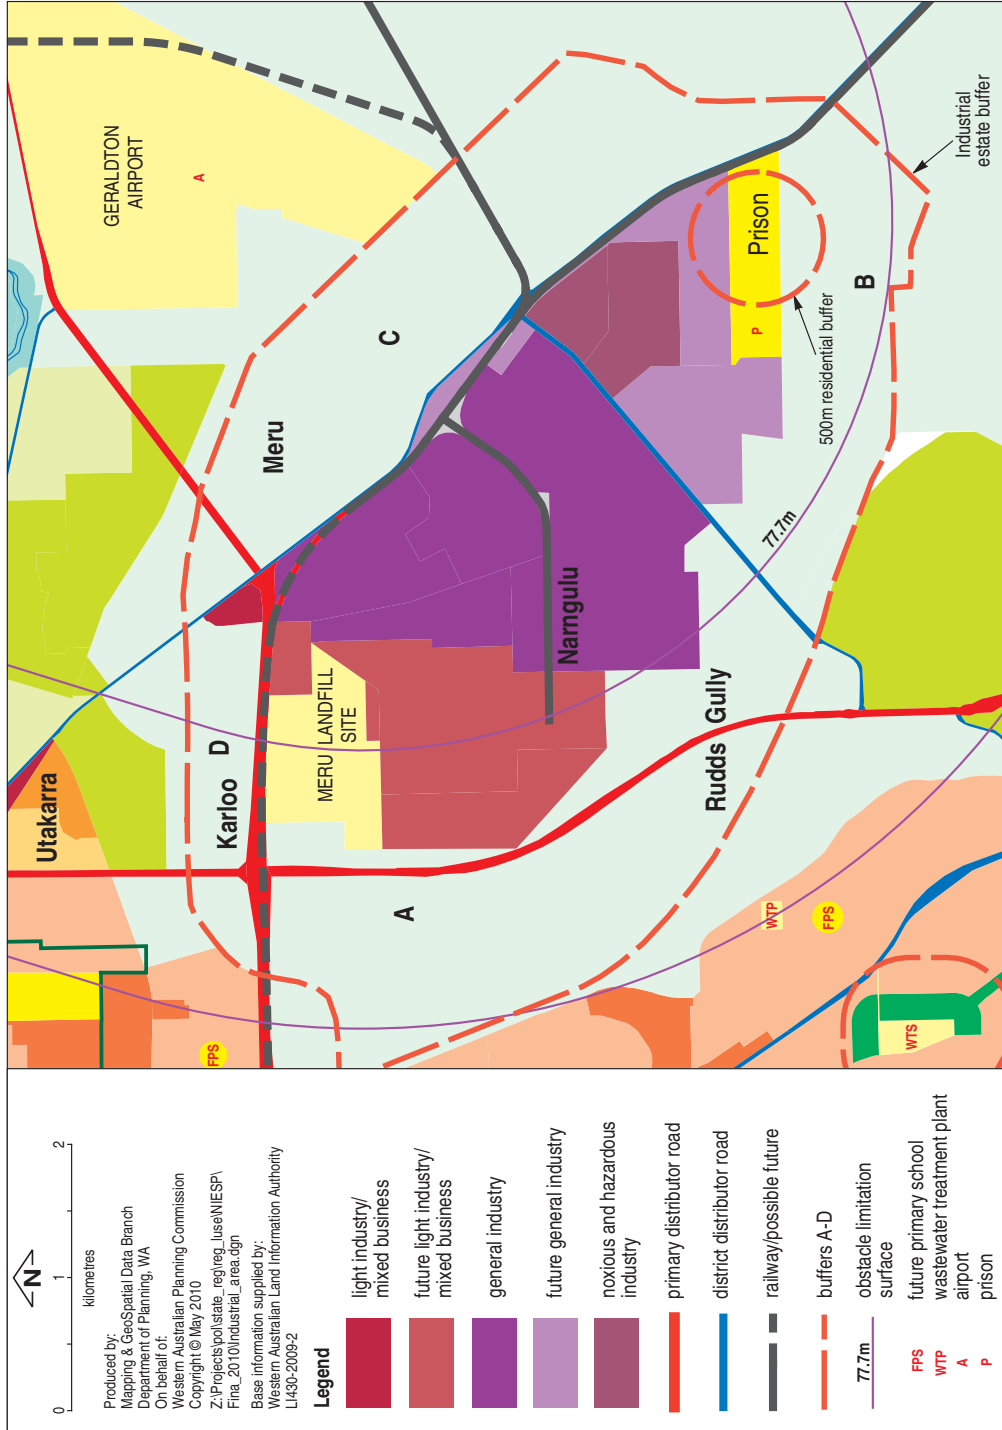 GERALDTON
AIRPORT
A
Meru
C
Utakarra
Karloo
D
MERU LANDFILL
SITE
A
Narngulu
Rudds Gully
Prison
P
B
77.7m
500m residential buffer
Industrial
estate buffer
FPS
WTP
FPS
WTS
N
0
1
2
kilometres
Produced by:
Mapping & GeoSpatial Data Branch
Department of Planning, WA
On behalf of:
Western Australian Planning Commission
Copyright © May 2010
Z:\Projects\pol\state_reg\reg_luse\NIESP\
Fina_2010\Industrial_area.dgn
Base information supplied by:
Western Australian Land Information Authority
LI430-2009-2
Legend
light industry/
mixed business
future light industry/
mixed business
general industry
future general industry
noxious and hazardous
industry
primary distributor road
district distributor road
railway/possible future
buffers A-D
77.7m obstacle limitation
surface
FPS future primary school
WTP wastewater treatment plant
A airport
P prison